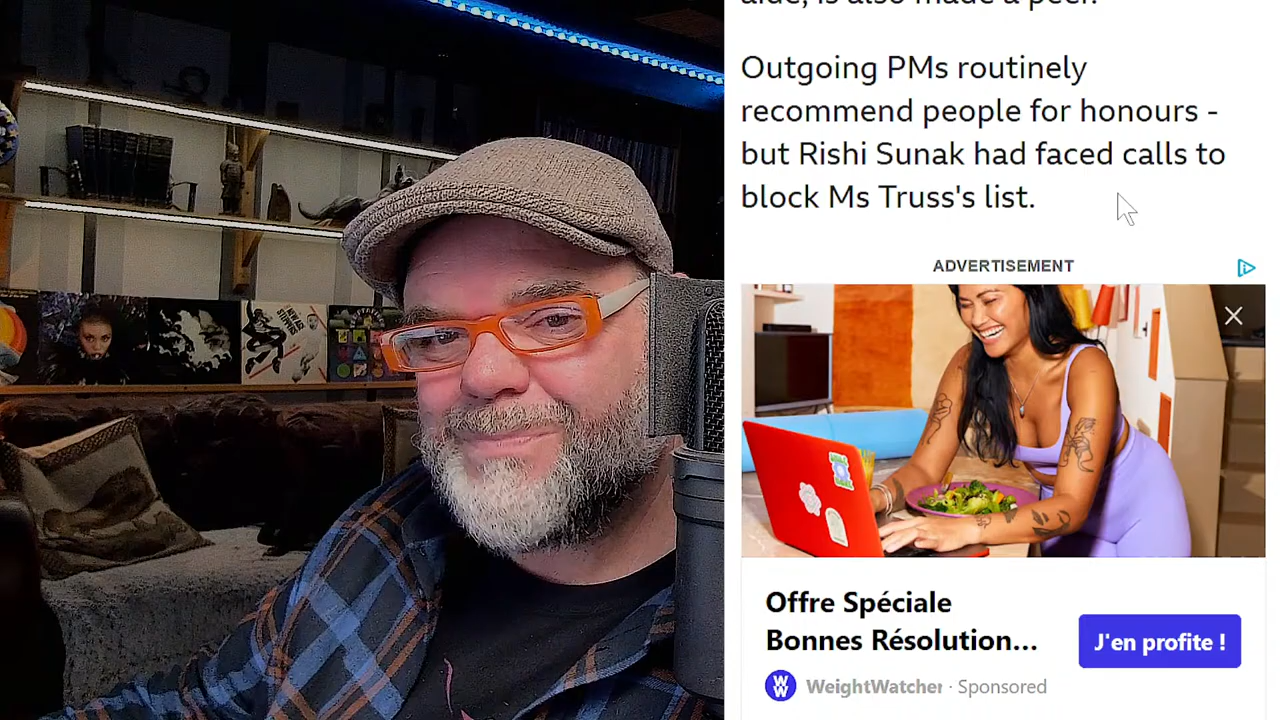 Outgoing PMs routinely
recommend people for honours -
but Rishi Sunak had faced calls to
block Ms Truss's list.
ADVERTISEMENT
Offre Spéciale
Bonnes Résolution...
J'en profite !
WeightWatcher · Sponsored